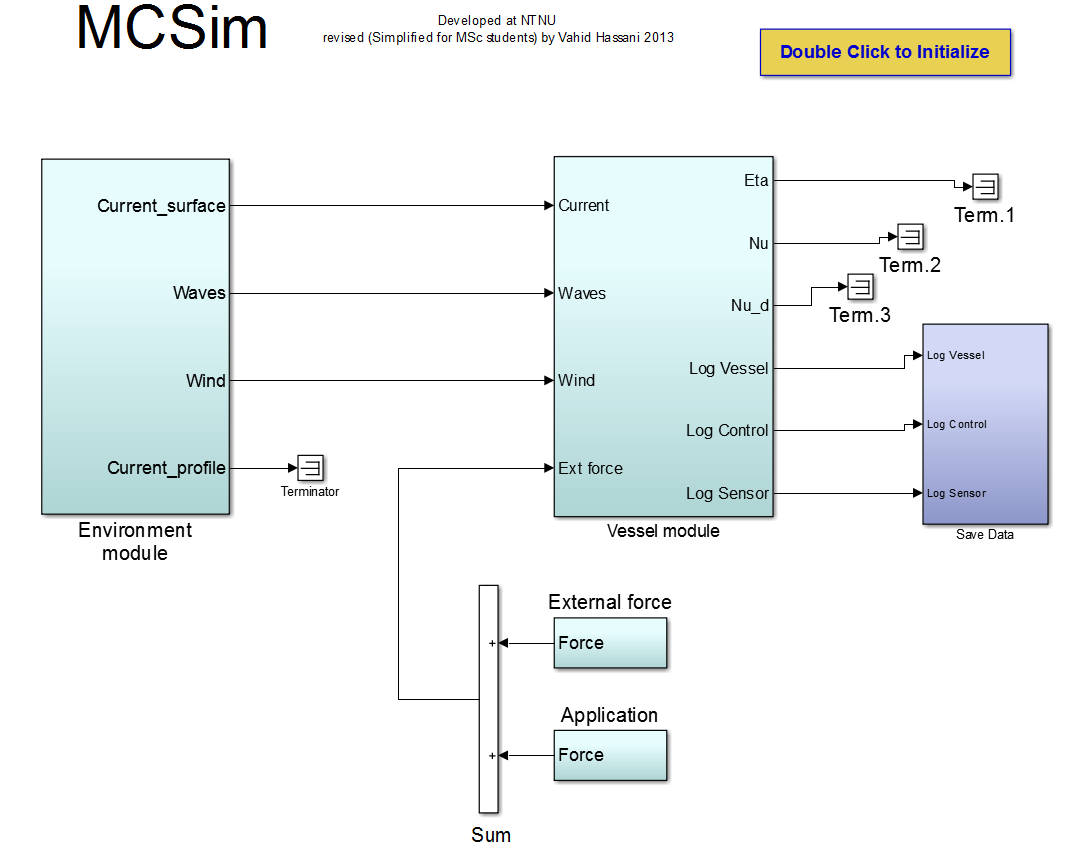 MCSim
Developed at NTNU
revised (Simplified for MSc students) by Vahid Hassani 2013
Double Click to Initialize
Current_surface
Waves
Wind
Current_profile
Environment
module
Terminator
Current
Waves
Wind
Ext force
Eta
Nu
Nu_d
Log Vessel
Log Control
Log Sensor
Vessel module
Term.1
Term.2
Term.3
Log Vessel
Log Control
Log Sensor
Save Data
External force
+
Force
Application
+
Force
Sum